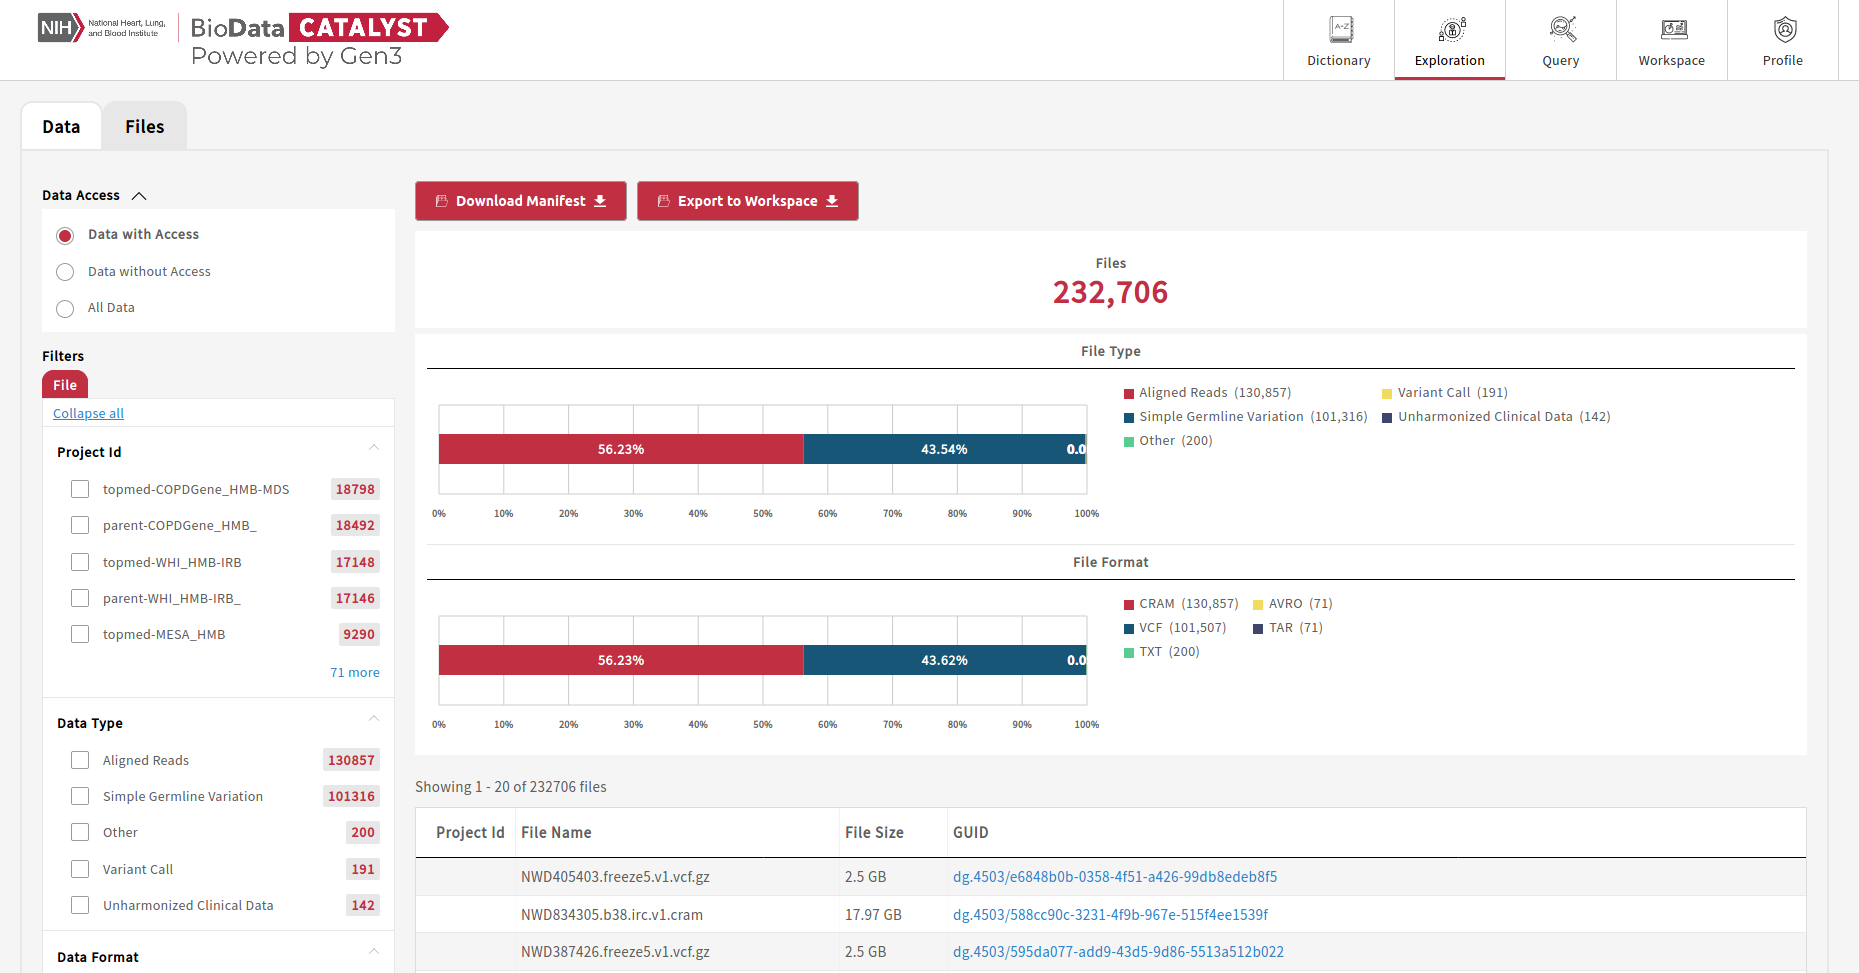 NIH National Heart, Lung,
and Blood Institute
BioData CATALYST
Powered by Gen3
A-Z
Dictionary
Exploration
Query
Workspace
Profile
Data
Files
Data Access
Data with Access
Data without Access
All Data
Filters
File
Collapse all
Project Id
topmed-COPDGene_HMB-MDS 18798
parent-COPDGene_HMB_ 18492
topmed-WHI_HMB-IRB 17148
parent-WHI_HMB-IRB_ 17146
topmed-MESA_HMB 9290
71 more
Data Type
Aligned Reads 130857
Simple Germline Variation 101316
Other 200
Variant Call 191
Unharmonized Clinical Data 142
Data Format
Download Manifest
Export to Workspace
Files
232,706
File Type
56.23% 43.54% 0.0
0% 10% 20% 30% 40% 50% 60% 70% 80% 90% 100%
Aligned Reads (130,857) Variant Call (191)
Simple Germline Variation (101,316) Unharmonized Clinical Data (142)
Other (200)
File Format
56.23% 43.62% 0.0
0% 10% 20% 30% 40% 50% 60% 70% 80% 90% 100%
CRAM (130,857) AVRO (71)
VCF (101,507) TAR (71)
TXT (200)
Showing 1 - 20 of 232706 files
Project Id File Name File Size GUID
NWD405403.freeze5.v1.vcf.gz 2.5 GB dg.4503/e6848b0b-0358-4f51-a426-99db8edeb8f5
NWD834305.b38.irc.v1.cram 17.97 GB dg.4503/588cc90c-3231-4f9b-967e-515f4ee1539f
NWD387426.freeze5.v1.vcf.gz 2.5 GB dg.4503/595da077-add9-43d5-9d86-5513a512b022